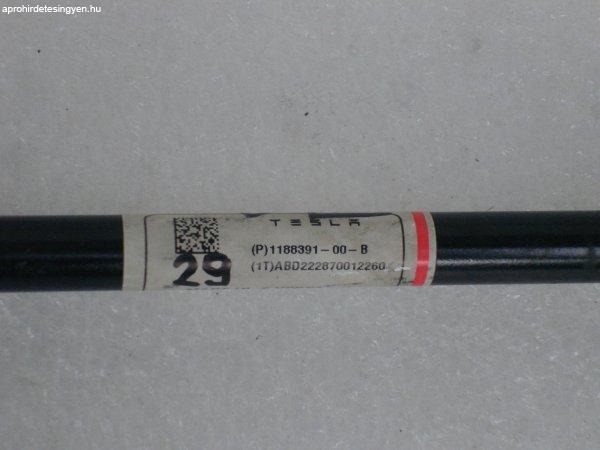 aprohirdetesingyen.hu
TESLA
(P)1188391-00-B
(1T)ABD222870012260
29